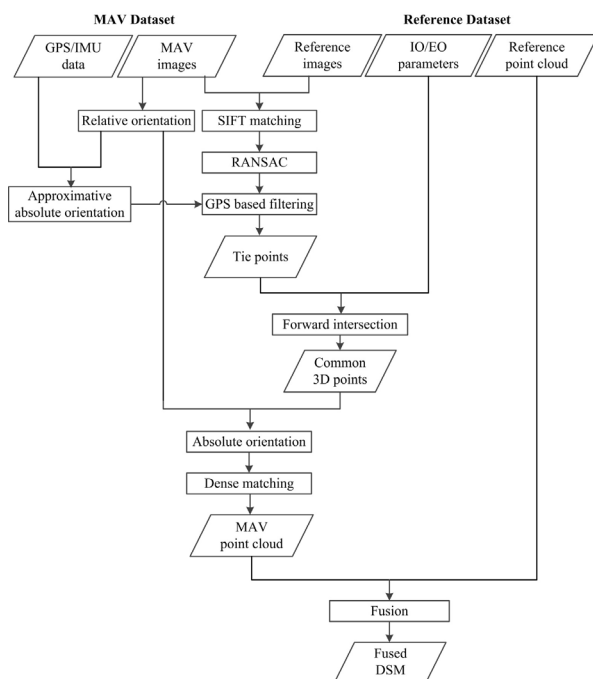 MAV Dataset
Reference Dataset
GPS/IMU
data
MAV
images
Reference
images
IO/EO
parameters
Reference
point cloud
Relative orientation
SIFT matching
RANSAC
Approximative
absolute orientation
GPS based filtering
Tie points
Forward intersection
Common
3D points
Absolute orientation
Dense matching
MAV
point cloud
Fusion
Fused
DSM